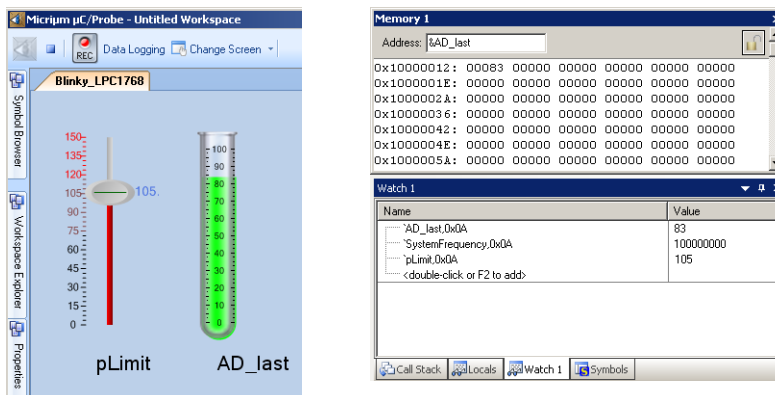 Micriµm µC/Probe - Untitled Workspace
REC Data Logging Change Screen
Blinky_LPC1768
Symbol Browser
Workspace Explorer
Properties
150
135
120
105
90
75
60
45
30
15
0
105.
100
90
80
70
60
50
40
30
20
10
0
pLimit
AD_last
Memory 1
Address: &AD_last
0x10000012: 00083 00000 00000 00000 00000 00000
0x1000001E: 00000 00000 00000 00000 00000 00000
0x1000002A: 00000 00000 00000 00000 00000 00000
0x10000036: 00000 00000 00000 00000 00000 00000
0x10000042: 00000 00000 00000 00000 00000 00000
0x1000004E: 00000 00000 00000 00000 00000 00000
0x1000005A: 00000 00000 00000 00000 00000 00000
Watch 1
Name Value
`AD_last,0x0A 83
`SystemFrequency,0x0A 100000000
`pLimit,0x0A 105
<double-click or F2 to add>
Call Stack Locals Watch 1 Symbols